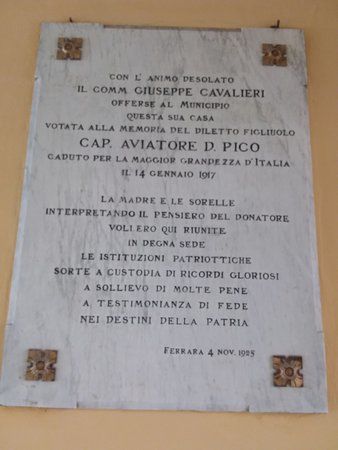 CON L' ANIMO DESOLATO
IL COMM GIUSEPPE CAVALIERI
OFFERSE AL MUNICIPIO
QUESTA SUA CASA
VOTATA ALLA MEMORIA DEL DILETTO FIGLIUOLO
CAP. AVIATORE D. PICO
CADUTO PER LA MAGGIOR GRANDEZZA D'ITALIA
IL 14 GENNAIO 1917
LA MADRE E LE SORELLE
INTERPRETANDO IL PENSIERO DEL DONATORE
VOLLERO QUI RIUNITE
IN DEGNA SEDE
LE ISTITUZIONI PATRIOTTICHE
SORTE A CUSTODIA DI RICORDI GLORIOSI
A SOLLIEVO DI MOLTE PENE
A TESTIMONIANZA DI FEDE
NEI DESTINI DELLA PATRIA
FERRARA 4 NOV. 1925